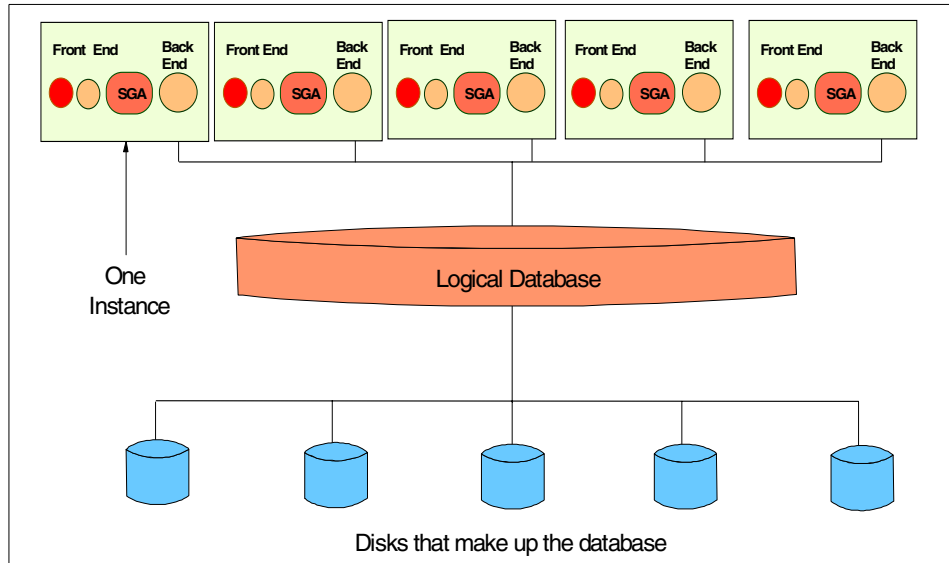 Front End Back End
SGA
Front End Back End
SGA
Front End Back End
SGA
Front End Back End
SGA
Front End Back End
SGA
One
Instance
Logical Database
Disks that make up the database